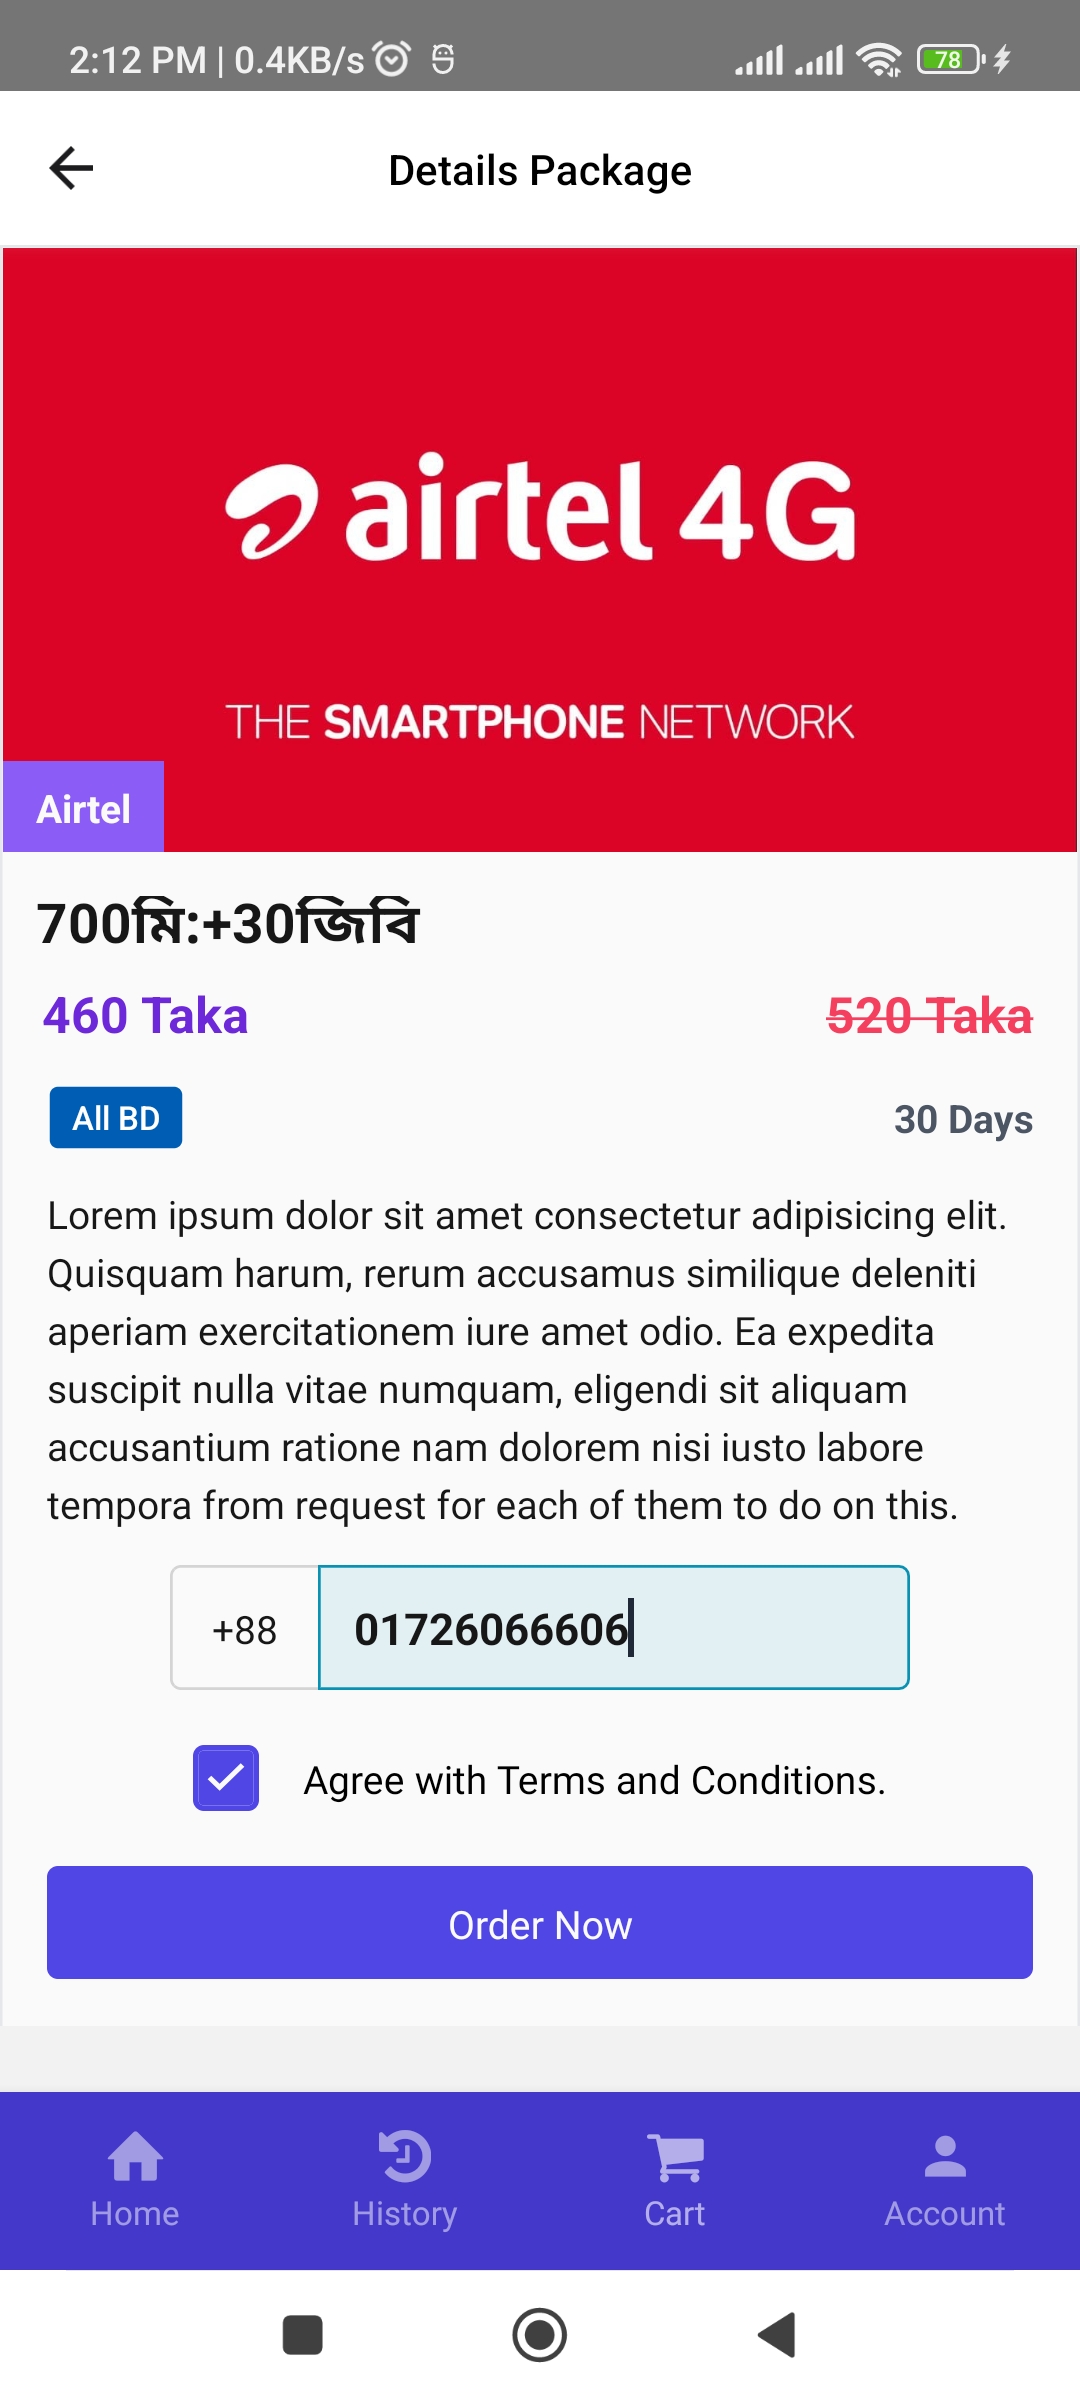 2:12 PM | 0.4KB/s 78
Details Package
airtel 4G
THE SMARTPHONE NETWORK
Airtel
700মি:+30জিবি
460 Taka 520 Taka
All BD 30 Days
Lorem ipsum dolor sit amet consectetur adipisicing elit.
Quisquam harum, rerum accusamus similique deleniti
aperiam exercitationem iure amet odio. Ea expedita
suscipit nulla vitae numquam, eligendi sit aliquam
accusantium ratione nam dolorem nisi iusto labore
tempora from request for each of them to do on this.
+88 01726066606
Agree with Terms and Conditions.
Order Now
Home History Cart Account